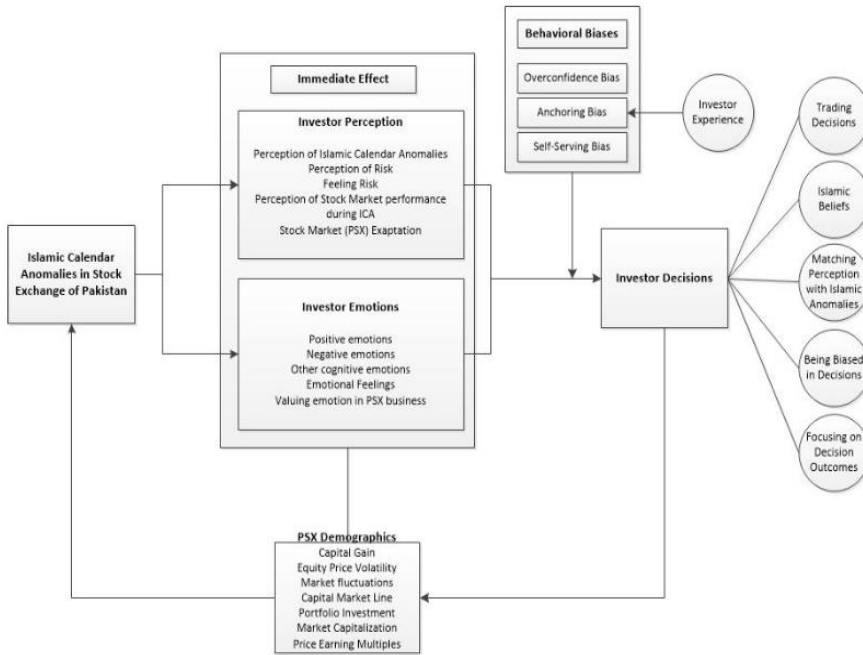 Islamic Calendar
Anomalies in Stock
Exchange of Pakistan
Immediate Effect
Investor Perception
Perception of Islamic Calendar Anomalies
Perception of Risk
Feeling Risk
Perception of Stock Market performance
during ICA
Stock Market (PSX) Exaptation
Investor Emotions
Positive emotions
Negative emotions
Other cognitive emotions
Emotional Feelings
Valuing emotion in PSX business
PSX Demographics
Capital Gain
Equity Price Volatility
Market fluctuations
Capital Market Line
Portfolio Investment
Market Capitalization
Price Earning Multiples
Behavioral Biases
Overconfidence Bias
Anchoring Bias
Self-Serving Bias
Investor
Experience
Investor Decisions
Trading
Decisions
Islamic
Beliefs
Matching
Perception
with Islamic
Anomalies
Being Biased
in Decisions
Focusing on
Decision
Outcomes